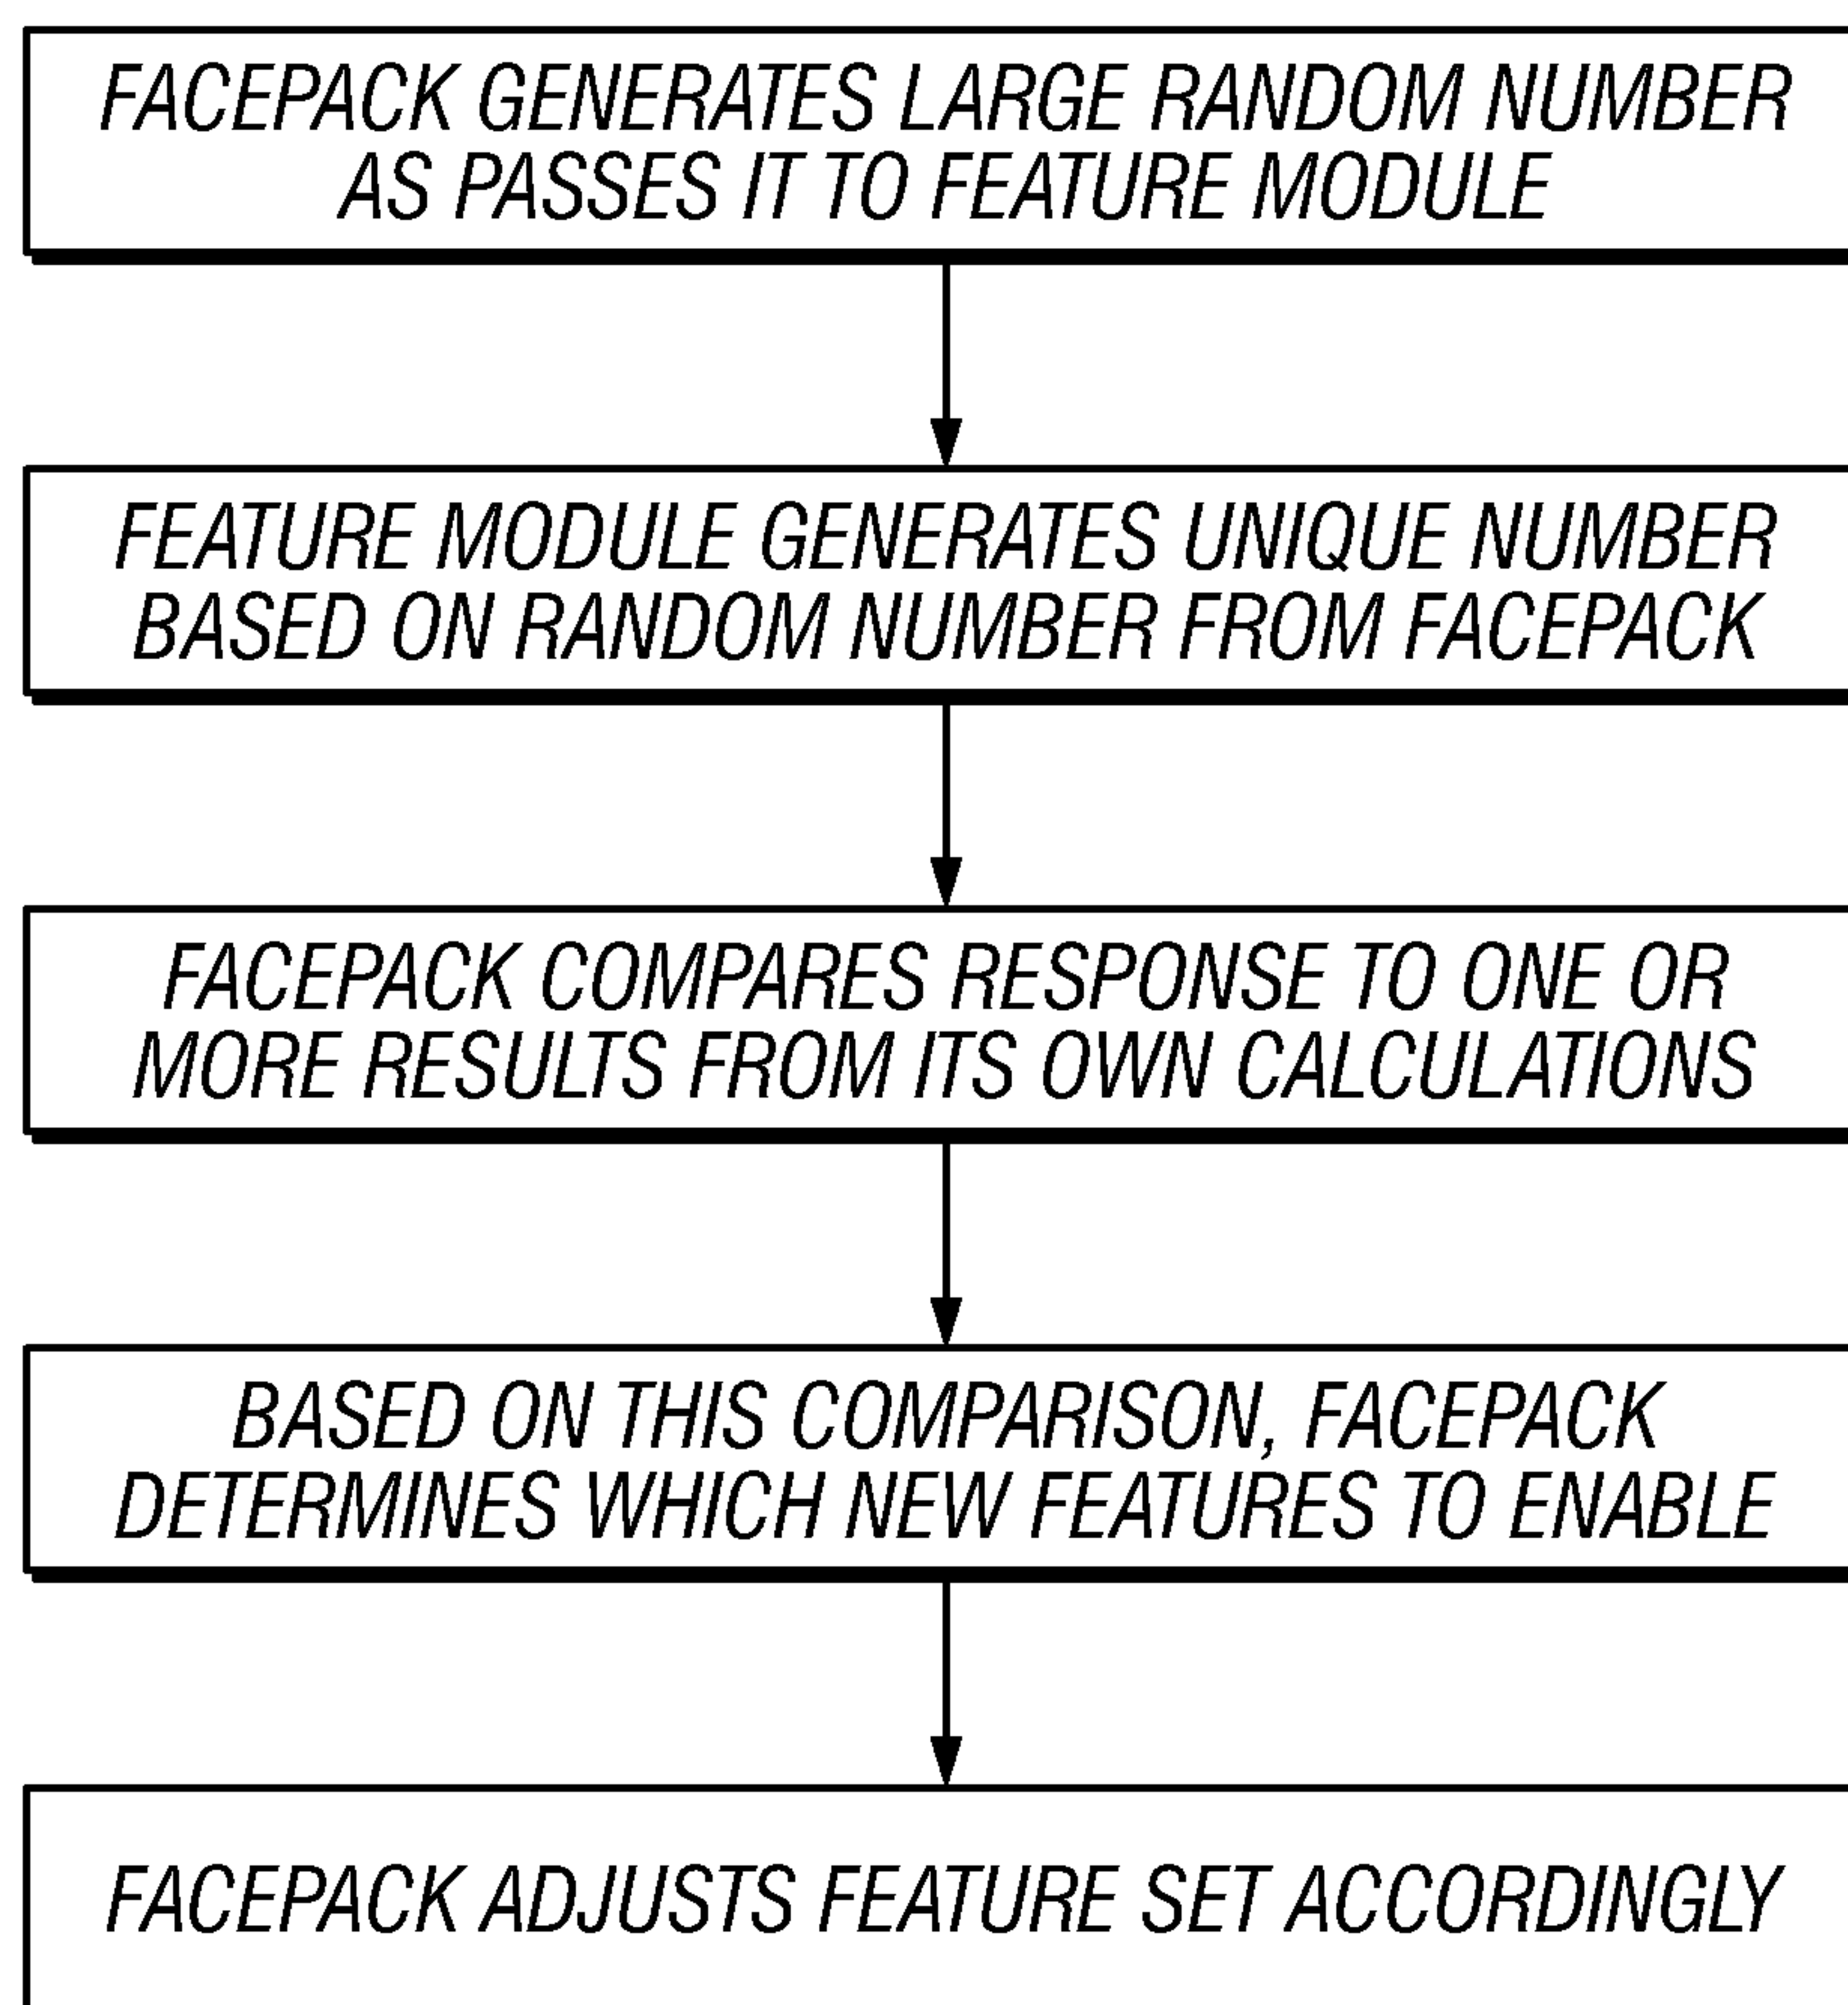 FACEPACK GENERATES LARGE RANDOM NUMBER
AS PASSES IT TO FEATURE MODULE
FEATURE MODULE GENERATES UNIQUE NUMBER
BASED ON RANDOM NUMBER FROM FACEPACK
FACEPACK COMPARES RESPONSE TO ONE OR
MORE RESULTS FROM ITS OWN CALCULATIONS
BASED ON THIS COMPARISON, FACEPACK
DETERMINES WHICH NEW FEATURES TO ENABLE
FACEPACK ADJUSTS FEATURE SET ACCORDINGLY